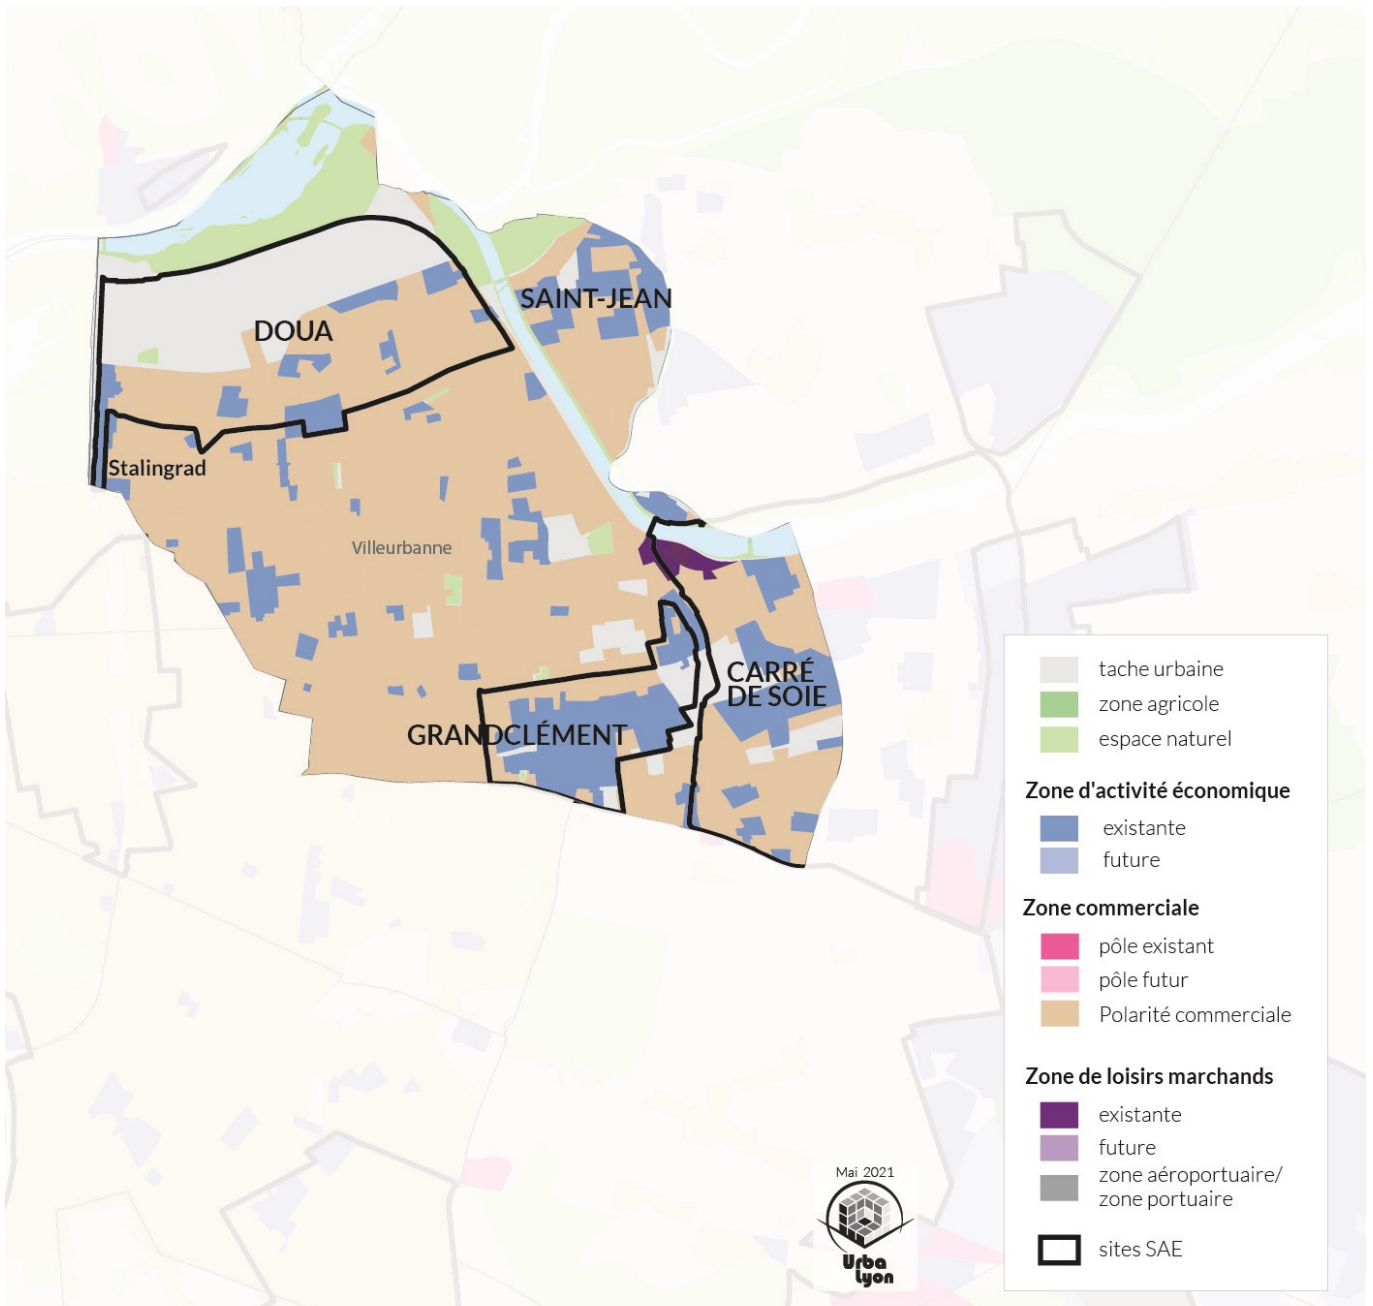 SAINT-JEAN
DOUA
Stalingrad
Villeurbanne
CARRÉ
DE SOIE
GRANDCLÉMENT
tache urbaine
zone agricole
espace naturel
Zone d'activité économique
existante
future
Zone commerciale
pôle existant
pôle futur
Polarité commerciale
Zone de loisirs marchands
existante
future
zone aéroportuaire/
zone portuaire
sites SAE
Mai 2021
Urba
Lyon